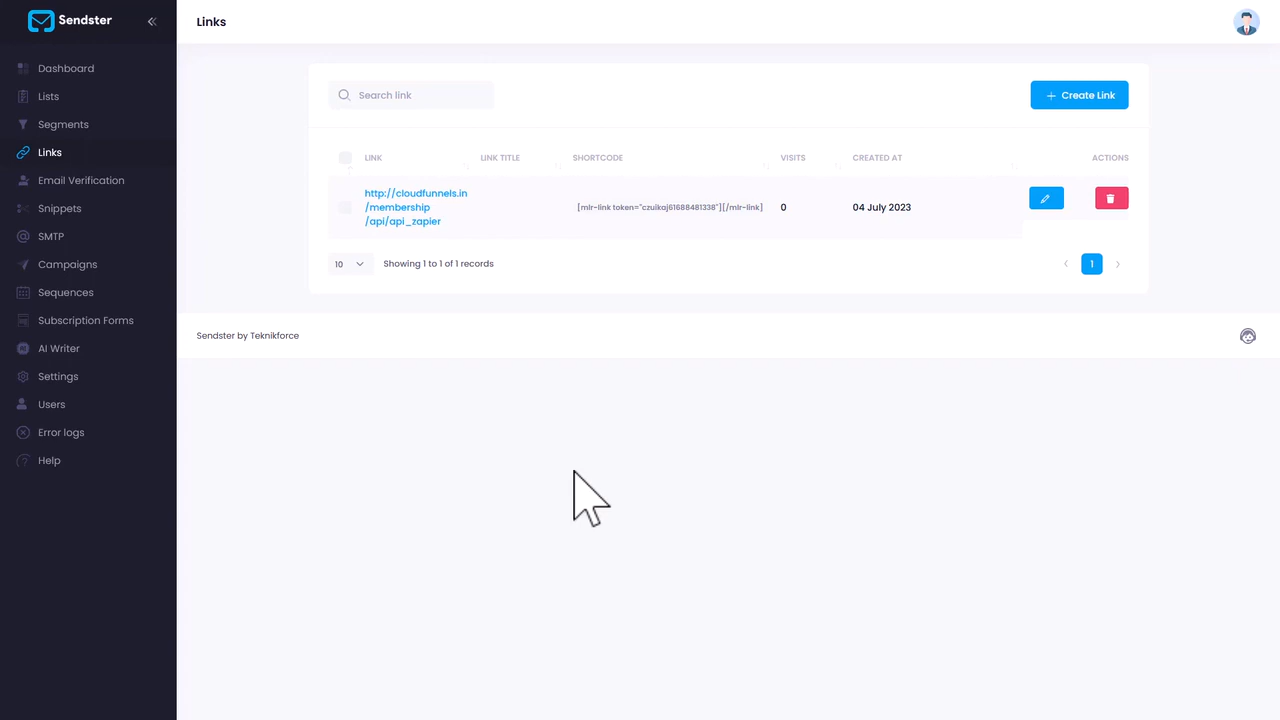 Sendster
Links
Dashboard
Lists
Segments
Links
Email Verification
Snippets
SMTP
Campaigns
Sequences
Subscription Forms
AI Writer
Settings
Users
Error logs
Help
Search link
Create Link
LINK LINK TITLE SHORTCODE VISITS CREATED AT ACTIONS
http://cloudfunnels.in
/membership
/api/api_zapier
[mlr-link token="czuikaj61688481338"][/mlr-link] 0 04 July 2023
10 Showing 1 to 1 of 1 records 1
Sendster by Teknikforce